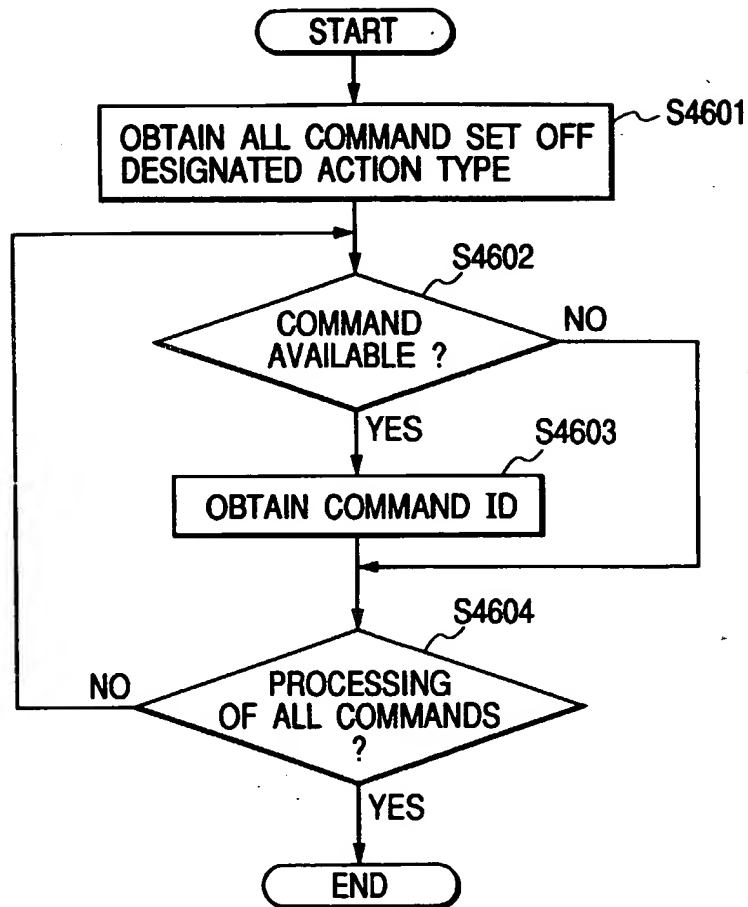 START
S4601
OBTAIN ALL COMMAND SET OFF
DESIGNATED ACTION TYPE
S4602
COMMAND
AVAILABLE ?
NO
YES
S4603
OBTAIN COMMAND ID
S4604
NO
PROCESSING
OF ALL COMMANDS
?
YES
END